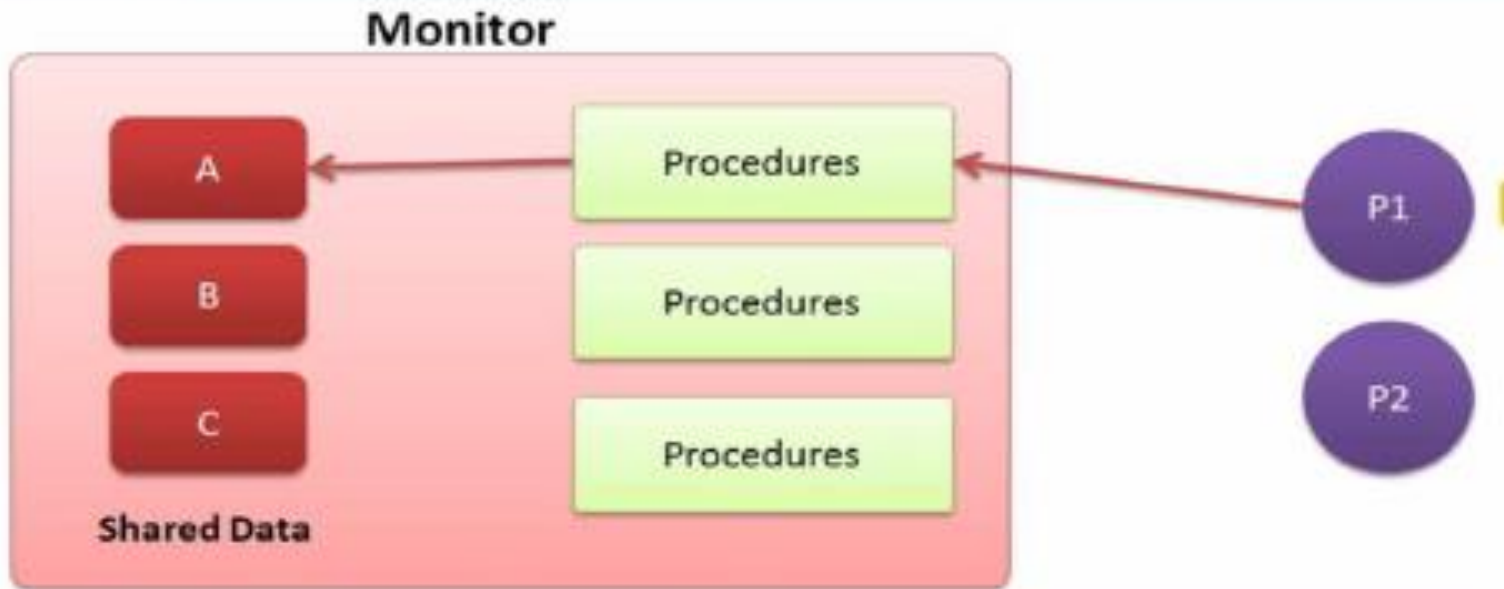 Monitor
A
Procedures
P1
B
Procedures
P2
C
Procedures
Shared Data